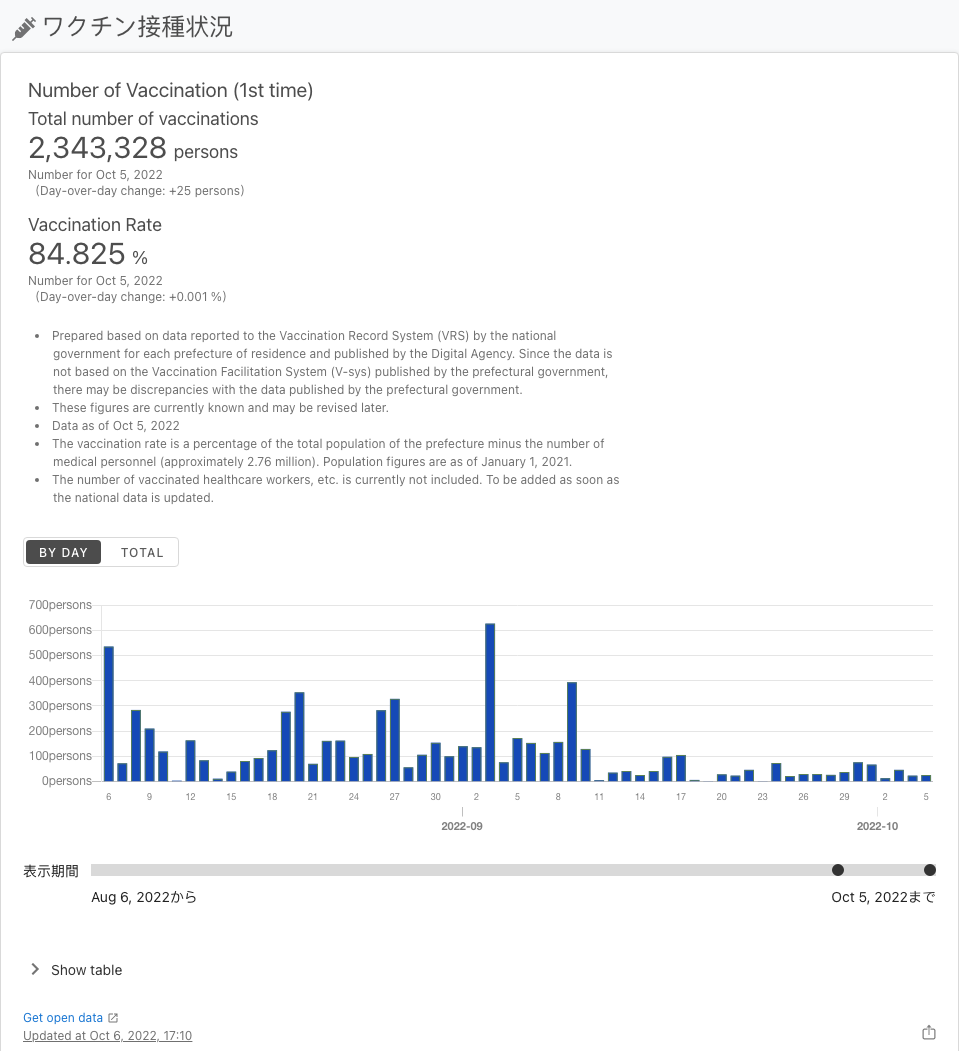 ワクチン接種状況
Number of Vaccination (1st time)
Total number of vaccinations
2,343,328 persons
Number for Oct 5, 2022
(Day-over-day change: +25 persons)
Vaccination Rate
84.825 %
Number for Oct 5, 2022
(Day-over-day change: +0.001 %)
• Prepared based on data reported to the Vaccination Record System (VRS) by the national
government for each prefecture of residence and published by the Digital Agency. Since the data is
not based on the Vaccination Facilitation System (V-sys) published by the prefectural government,
there may be discrepancies with the data published by the prefectural government.
• These figures are currently known and may be revised later.
• Data as of Oct 5, 2022
• The vaccination rate is a percentage of the total population of the prefecture minus the number of
medical personnel (approximately 2.76 million). Population figures are as of January 1, 2021.
• The number of vaccinated healthcare workers, etc. is currently not included. To be added as soon as
the national data is updated.
BY DAY TOTAL
700persons
600persons
500persons
400persons
300persons
200persons
100persons
0persons
6 9 12 15 18 21 24 27 30 2 5 8 11 14 17 20 23 26 29 2 5
2022-09 2022-10
表示期間
Aug 6, 2022から Oct 5, 2022まで
Show table
Get open data
Updated at Oct 6, 2022, 17:10